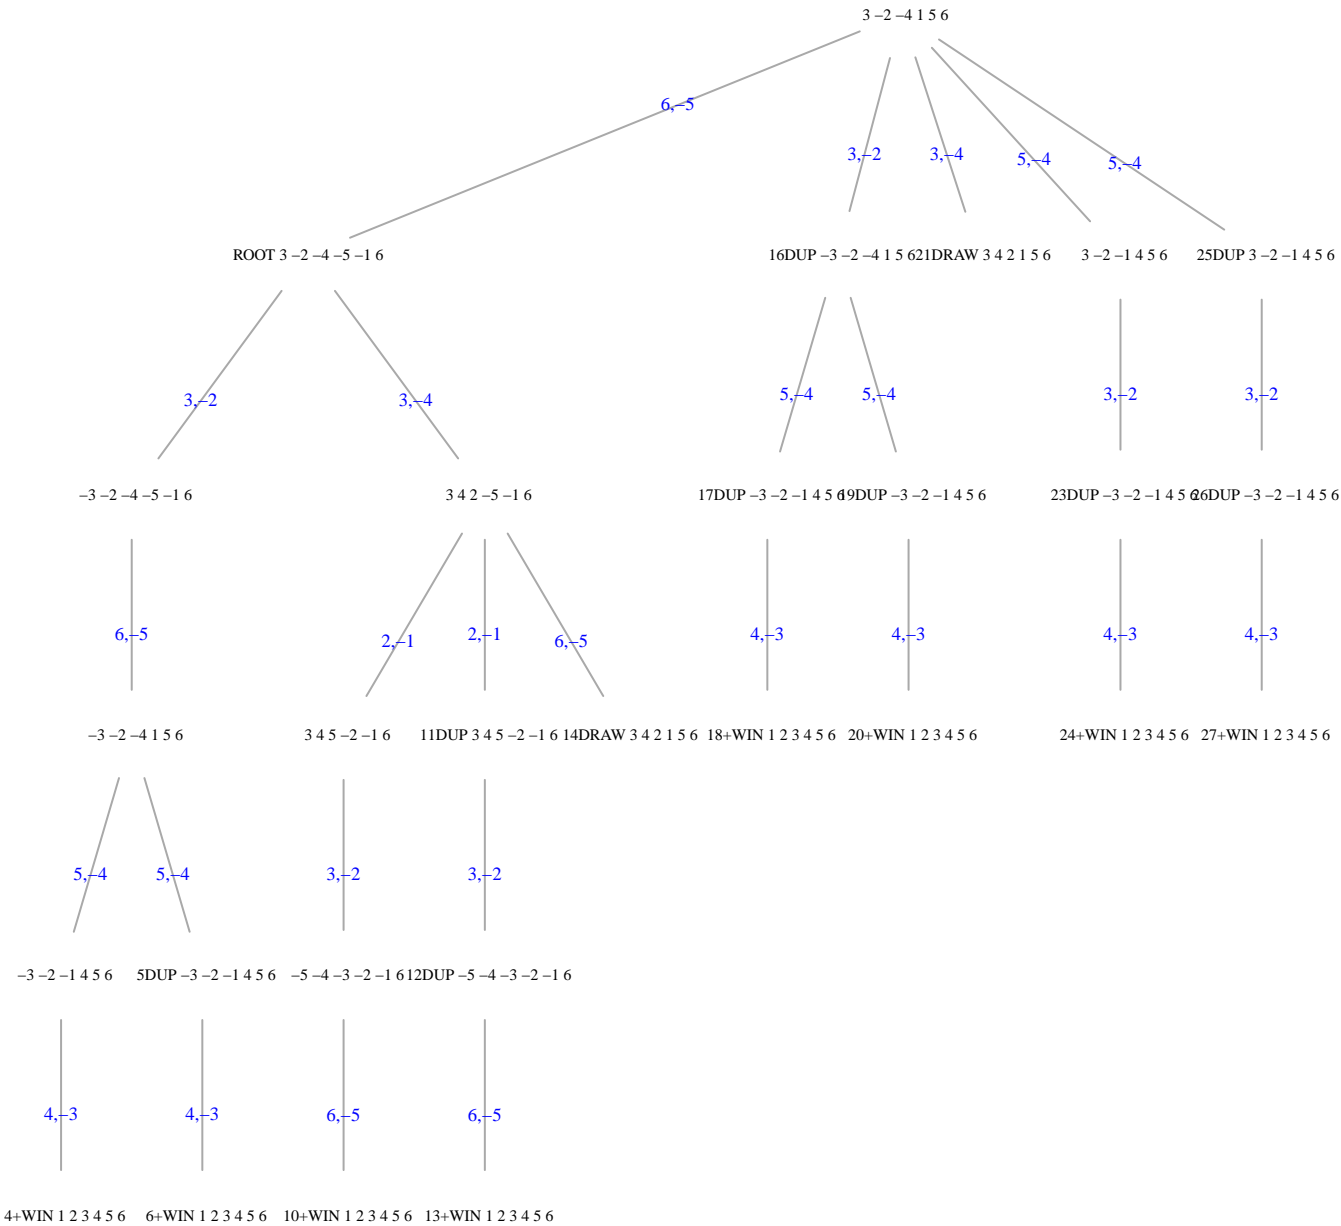 3 −2 −4 1 5 6
6,−5
3,−2
3,−4
5,−4
5,−4
ROOT 3 −2 −4 −5 −1 6
16DUP −3 −2 −4 1 5 6
21DRAW 3 4 2 1 5 6
3 −2 −1 4 5 6
25DUP 3 −2 −1 4 5 6
3,−2
3,−4
5,−4
5,−4
3,−2
3,−2
−3 −2 −4 −5 −1 6
3 4 2 −5 −1 6
17DUP −3 −2 −1 4 5 6
19DUP −3 −2 −1 4 5 6
23DUP −3 −2 −1 4 5 6
26DUP −3 −2 −1 4 5 6
6,−5
2,−1
2,−1
6,−5
4,−3
4,−3
4,−3
4,−3
−3 −2 −4 1 5 6
3 4 5 −2 −1 6
11DUP 3 4 5 −2 −1 6
14DRAW 3 4 2 1 5 6
18+WIN 1 2 3 4 5 6
20+WIN 1 2 3 4 5 6
24+WIN 1 2 3 4 5 6
27+WIN 1 2 3 4 5 6
5,−4
5,−4
3,−2
3,−2
−3 −2 −1 4 5 6
5DUP −3 −2 −1 4 5 6
−5 −4 −3 −2 −1 6
12DUP −5 −4 −3 −2 −1 6
4,−3
4,−3
6,−5
6,−5
4+WIN 1 2 3 4 5 6
6+WIN 1 2 3 4 5 6
10+WIN 1 2 3 4 5 6
13+WIN 1 2 3 4 5 6